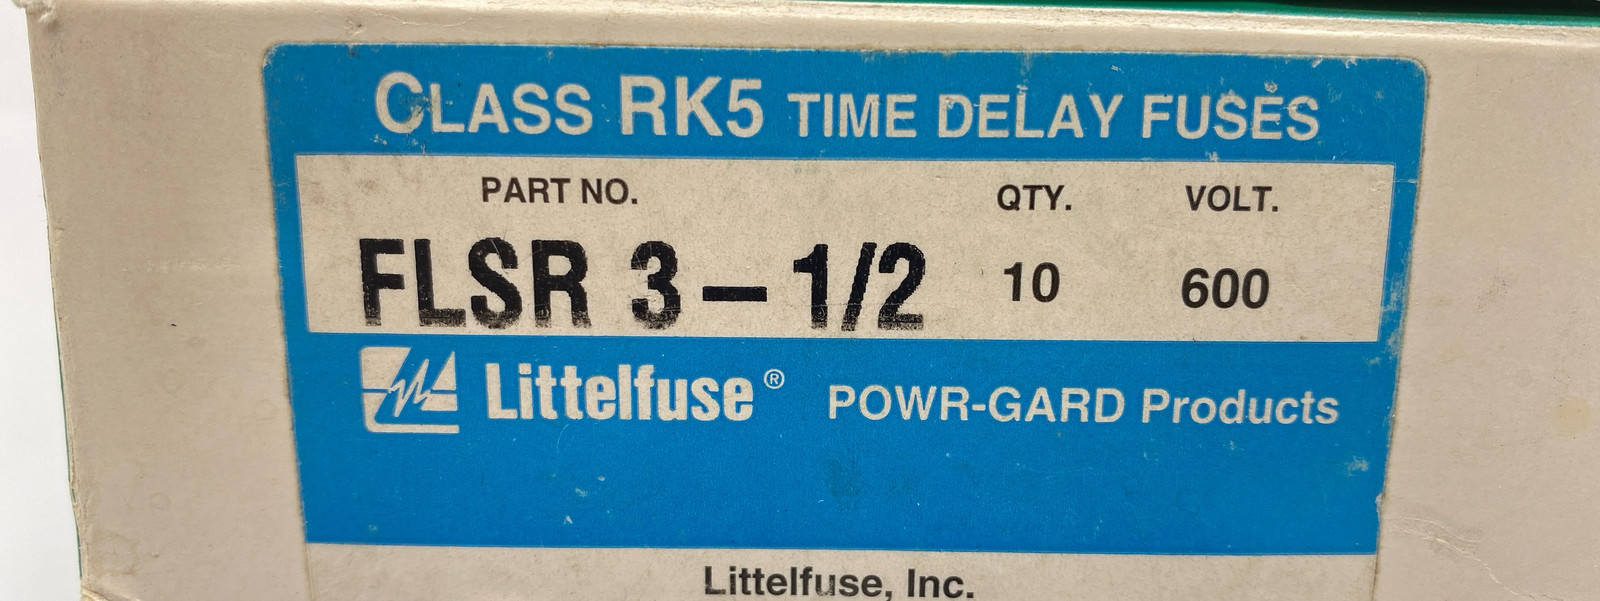 CLASS RK5 TIME DELAY FUSES
PART NO. QTY. VOLT.
FLSR 3-1/2 10 600
Littelfuse® POWR-GARD Products
Littelfuse, Inc.